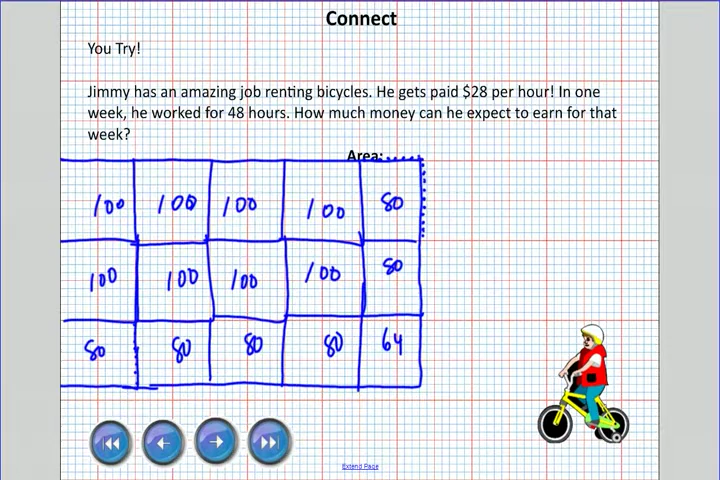 Connect
You Try!
Jimmy has an amazing job renting bicycles. He gets paid $28 per hour! In one
week, he worked for 48 hours. How much money can he expect to earn for that
week?
Area:
100 100 100 100 80
100 100 100 100 80
80 80 80 80 64
Extend Page